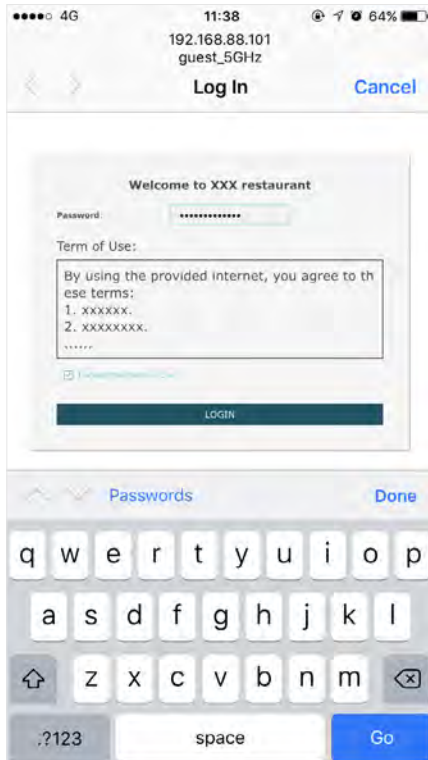 4G 11:38 64%
192.168.88.101
guest_5GHz
Log In Cancel
Welcome to XXX restaurant
Password
Term of Use:
By using the provided internet, you agree to th
ese terms:
1. xxxxxx.
2. xxxxxxxx.
......
LOGIN
Passwords Done
q w e r t y u i o p
a s d f g h j k l
z x c v b n m
.?123 space Go